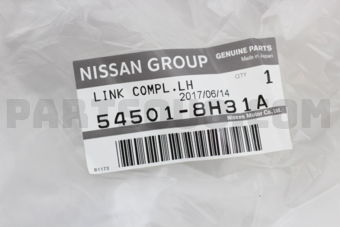 NISSAN GROUP
GENUINE PARTS
Made in Japan
QTY
1
LINK COMPL.LH
2017/06/14
54501-8H31A
Nissan Motor Co., Ltd.
B1173